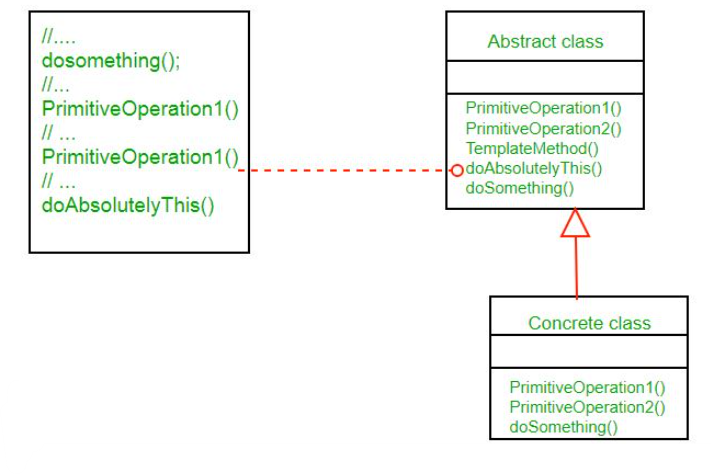 //....
dosomething();
//...
PrimitiveOperation1()
// ...
PrimitiveOperation1()
// ...
doAbsolutelyThis()
Abstract class
PrimitiveOperation1()
PrimitiveOperation2()
TemplateMethod()
doAbsolutelyThis()
doSomething()
Concrete class
PrimitiveOperation1()
PrimitiveOperation2()
doSomething()